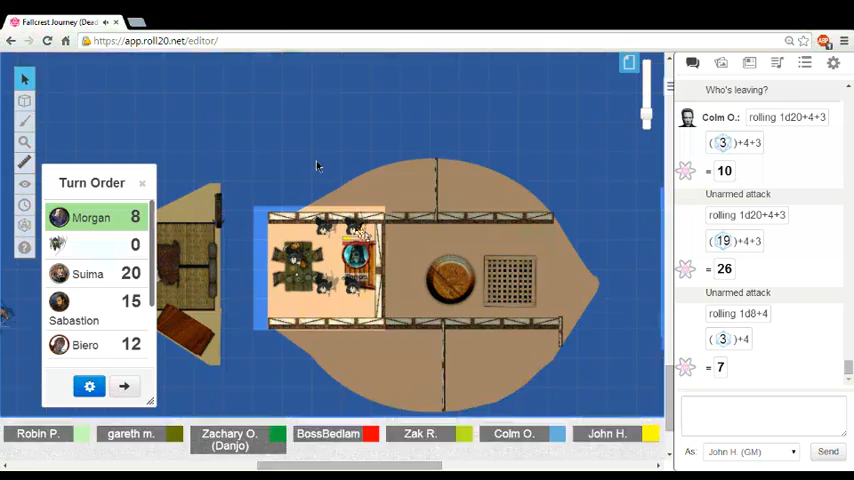 Fallcrest Journey (Dead
https://app.roll20.net/editor/
ABP
Turn Order
Morgan 8
0
Suima 20
15
Sabastion
Biero 12
Who's leaving?
Colm O.: rolling 1d20+4+3
(3)+4+3
= 10
Unarmed attack
rolling 1d20+4+3
(19)+4+3
= 26
Unarmed attack
rolling 1d8+4
(3)+4
= 7
As: John H. (GM) Send
Robin P. gareth m. Zachary O. (Danjo) BossBedlam Zak R. Colm O. John H.